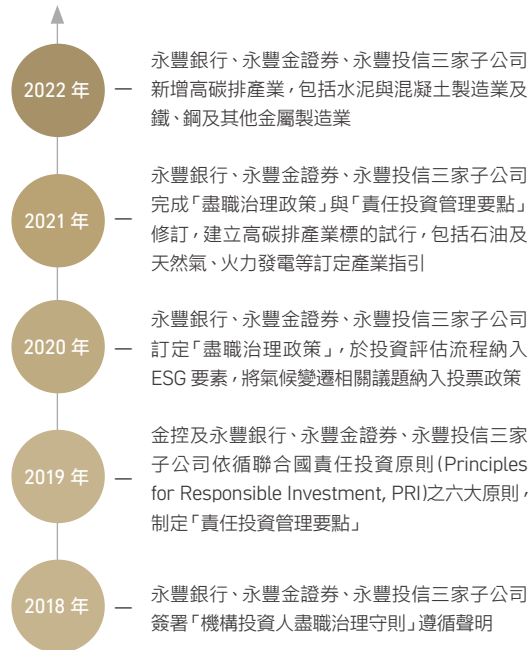 2022 年
永豐銀行、永豐金證券、永豐投信三家子公司
新增高碳排產業，包括水泥與混凝土製造業及
鐵、鋼及其他金屬製造業
2021 年
永豐銀行、永豐金證券、永豐投信三家子公司
完成「盡職治理政策」與「責任投資管理要點」
修訂，建立高碳排產業標的試行，包括石油及
天然氣、火力發電等訂定產業指引
2020 年
永豐銀行、永豐金證券、永豐投信三家子公司
訂定「盡職治理政策」，於投資評估流程納入
ESG 要素，將氣候變遷相關議題納入投票政策
2019 年
金控及永豐銀行、永豐金證券、永豐投信三家
子公司依循聯合國責任投資原則(Principles
for Responsible Investment, PRI)之六大原則，
制定「責任投資管理要點」
2018 年
永豐銀行、永豐金證券、永豐投信三家子公司
簽署「機構投資人盡職治理守則」遵循聲明